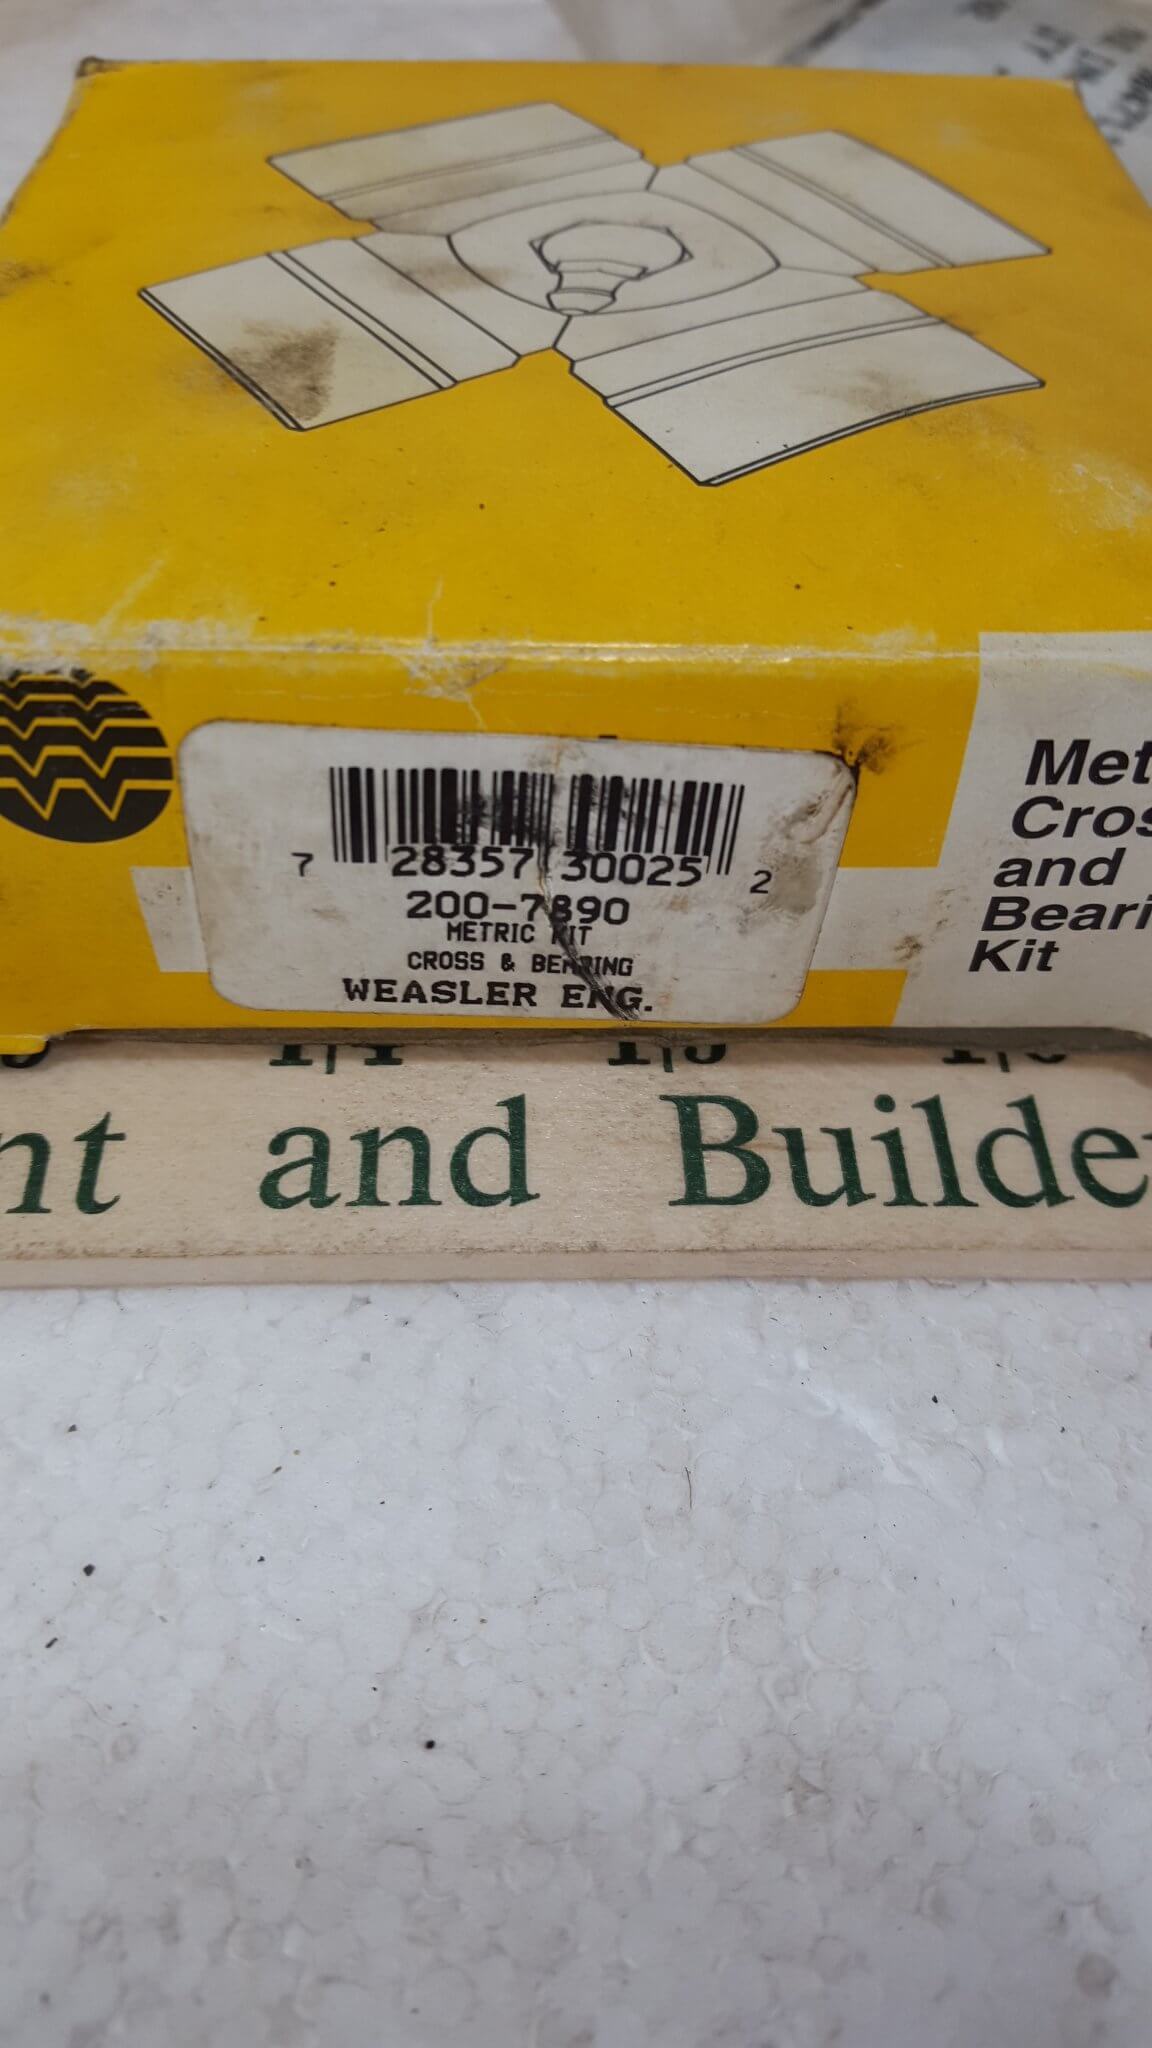 7 28357 30025 2
200-7890
METRIC KIT
CROSS & BEARING
WEASLER ENG.
Met
Cros
and
Beari
Kit
nt and Builde